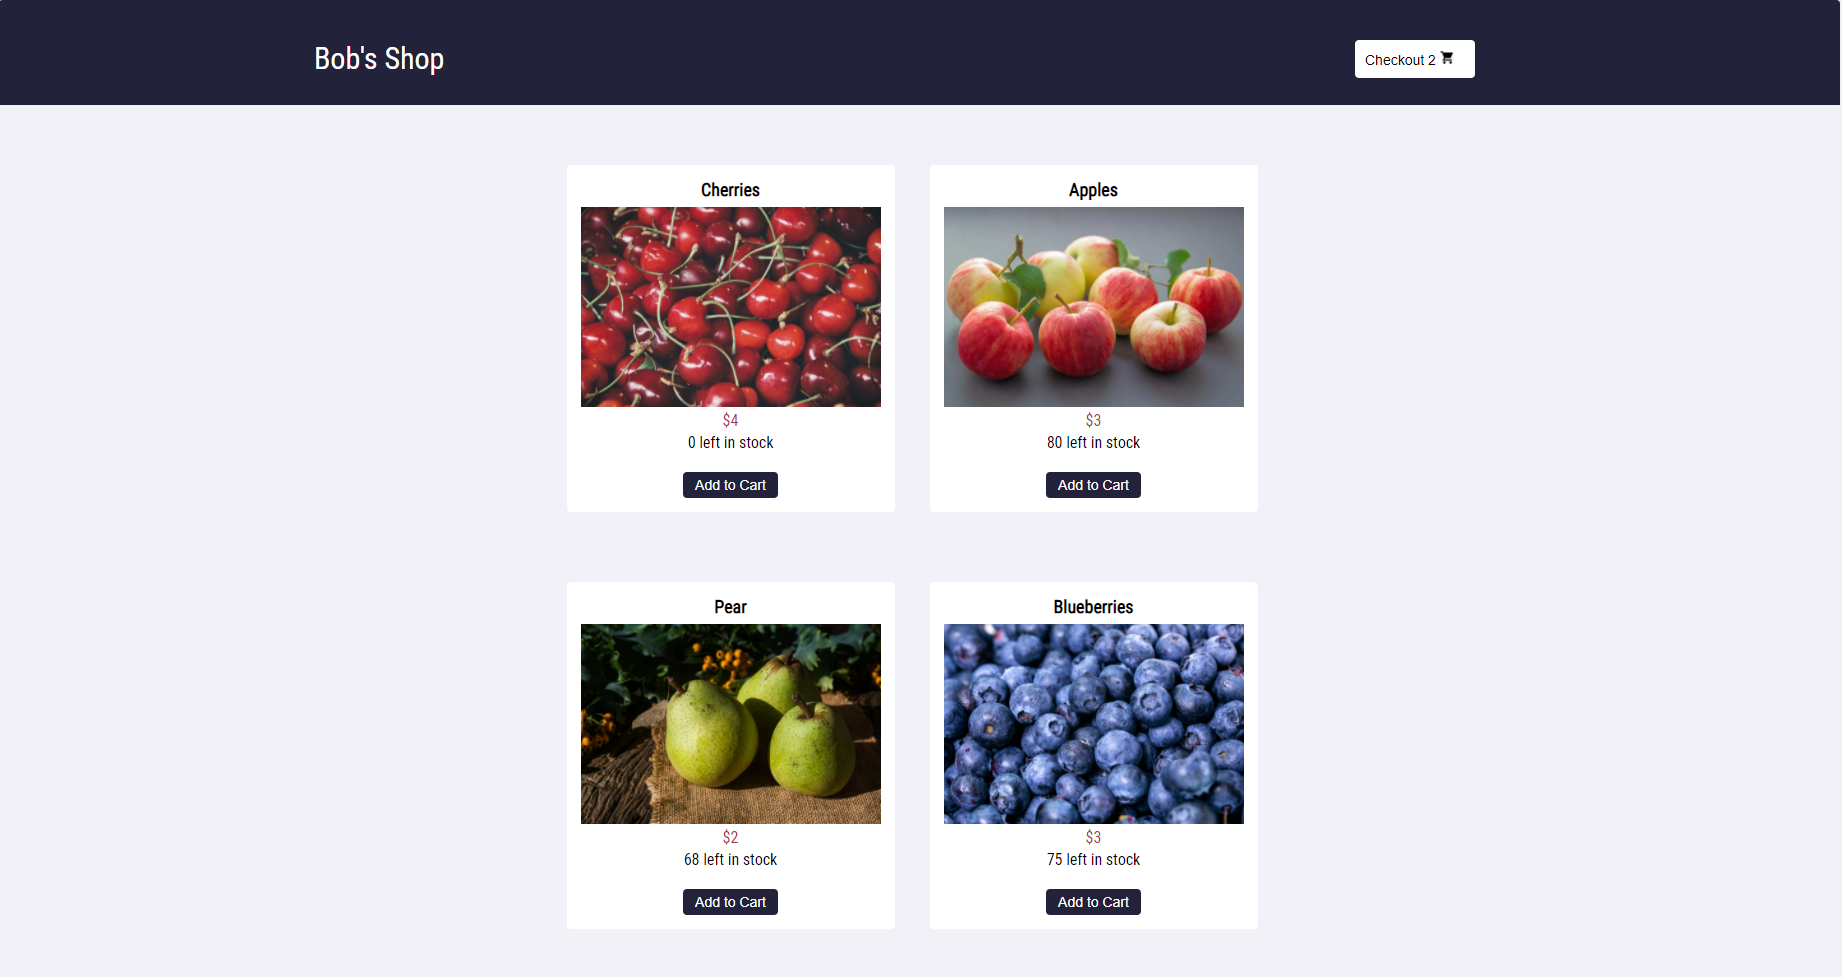 Bob's Shop
Checkout 2
Cherries
Apples
$4
$3
0 left in stock
80 left in stock
Add to Cart
Add to Cart
Pear
Blueberries
$2
$3
68 left in stock
75 left in stock
Add to Cart
Add to Cart